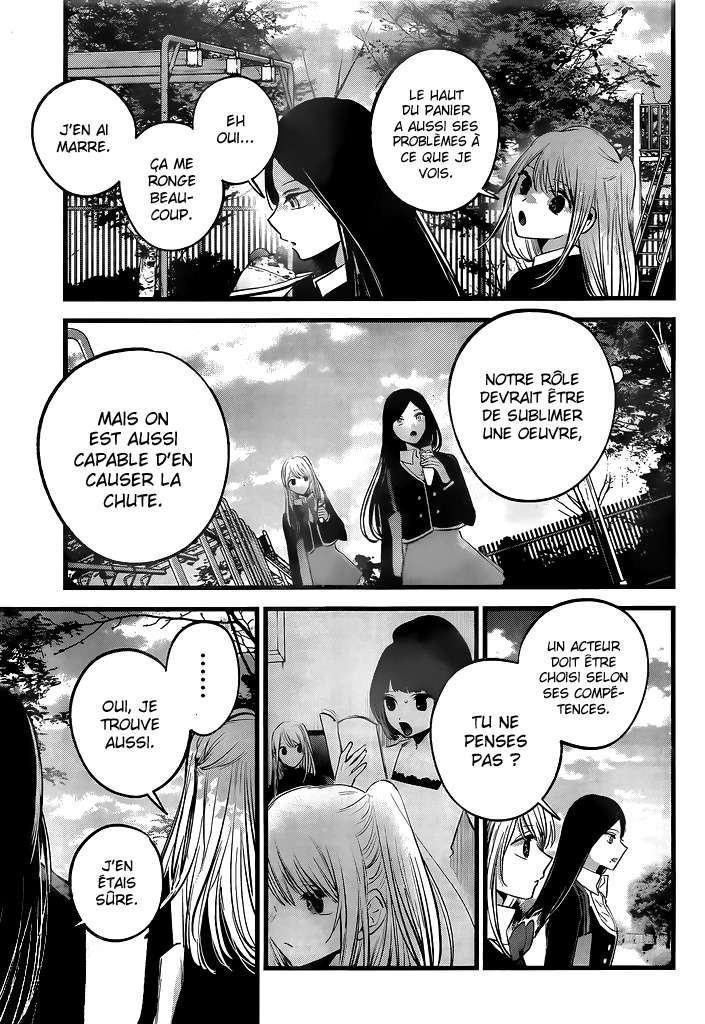 LE HAUT
DU PANIER
A AUSSI SES
PROBLÈMES À
CE QUE JE
VOIS.
EH
OUI...
ÇA ME
RONGE
BEAU-
COUP.
J'EN AI
MARRE.
NOTRE RÔLE
DEVRAIT ÊTRE
DE SUBLIMER
UNE OEUVRE,
MAIS ON
EST AUSSI
CAPABLE D'EN
CAUSER LA
CHUTE.
UN ACTEUR
DOIT ÊTRE
CHOISI SELON
SES COMPÉ-
TENCES.
TU NE
PENSES
PAS ?
.....
OUI, JE
TROUVE
AUSSI.
J'EN
ÉTAIS
SÛRE.